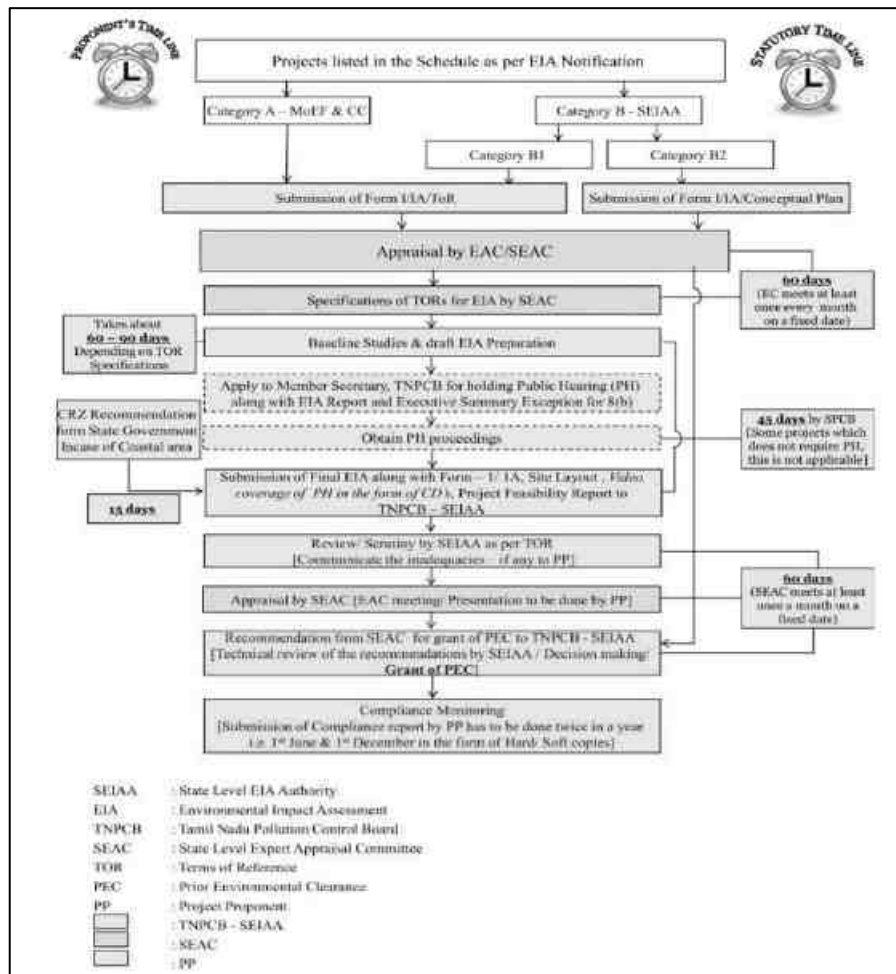 PROPONENT'S TIME LINE
STATUTORY TIME LINE
Projects listed in the Schedule as per EIA Notification
Category A – MoEF & CC
Category B - SEIAA
Category B1
Category B2
Submission of Form I/IA/ToR
Submission of Form I/IA/Conceptual Plan
Appraisal by EAC/SEAC
60 days
(EC meets at least
once every month
on a fixed date)
Specifications of TORs for EIA by SEAC
Takes about
60 – 90 days
Depending on TOR
Specifications
Baseline Studies & draft EIA Preparation
Apply to Member Secretary, TNPCB for holding Public Hearing (PH)
along with EIA Report and Executive Summary Exception for 8(b)
CRZ Recommendation
form State Government
Incase of Coastal area
45 days by SPCB
[Some projects which
does not require PH,
this is not applicable]
Obtain PH proceedings
15 days
Submission of Final EIA along with Form – 1/ 1A, Site Layout , Video
coverage of PH in the form of CD's, Project Feasibility Report to
TNPCB – SEIAA
Review/ Scrutiny by SEIAA as per TOR
[Communicate the inadequacies – if any to PP]
60 days
(SEAC meets at least
once a month on a
fixed date)
Appraisal by SEAC [EAC meeting/ Presentation to be done by PP]
Recommendation from SEAC for grant of PEC to TNPCB - SEIAA
[Technical review of the recommendations by SEIAA / Decision making/
Grant of PEC]
Compliance Monitoring
[Submission of Compliance report by PP has to be done twice in a year
i.e. 1st June & 1st December in the form of Hard/ Soft copies]
SEIAA : State Level EIA Authority
EIA : Environmental Impact Assessment
TNPCB : Tamil Nadu Pollution Control Board
SEAC : State Level Expert Appraisal Committee
TOR : Terms of Reference
PEC : Prior Environmental Clearance
PP : Project Proponent
: TNPCB - SEIAA
: SEAC
: PP